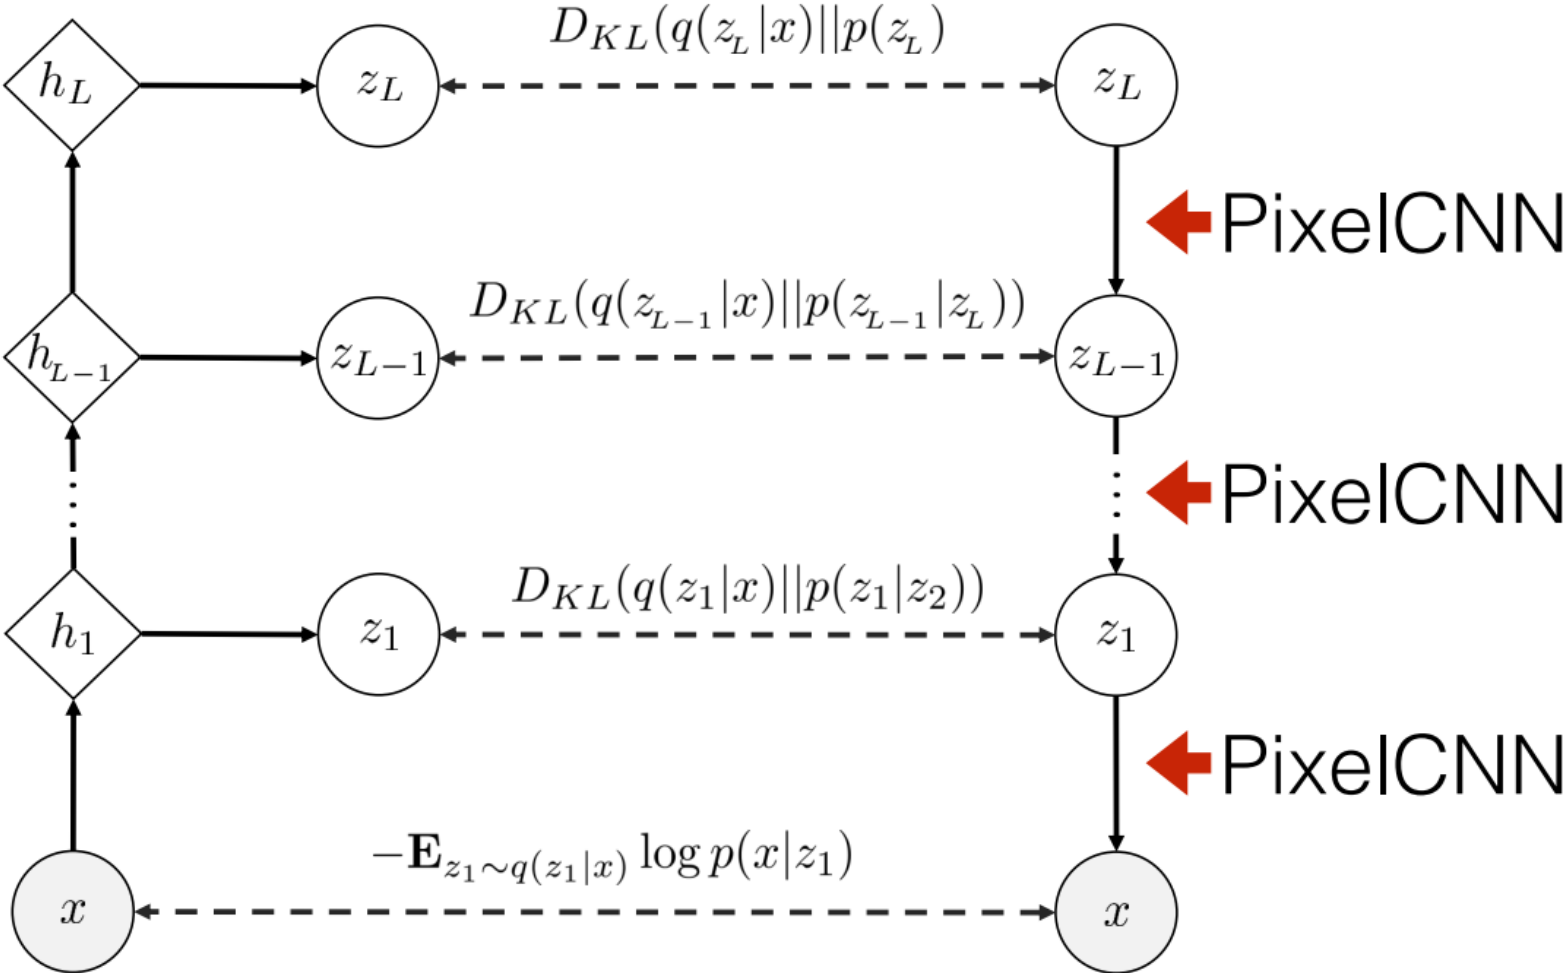 D_{KL}(q(z_L|x)||p(z_L)
h_L z_L z_L
PixelCNN
D_{KL}(q(z_{L-1}|x)||p(z_{L-1}|z_L))
h_{L-1} z_{L-1} z_{L-1}
PixelCNN
D_{KL}(q(z_1|x)||p(z_1|z_2))
h_1 z_1 z_1
PixelCNN
-E_{z_1∼q(z_1|x)} log p(x|z_1)
x x